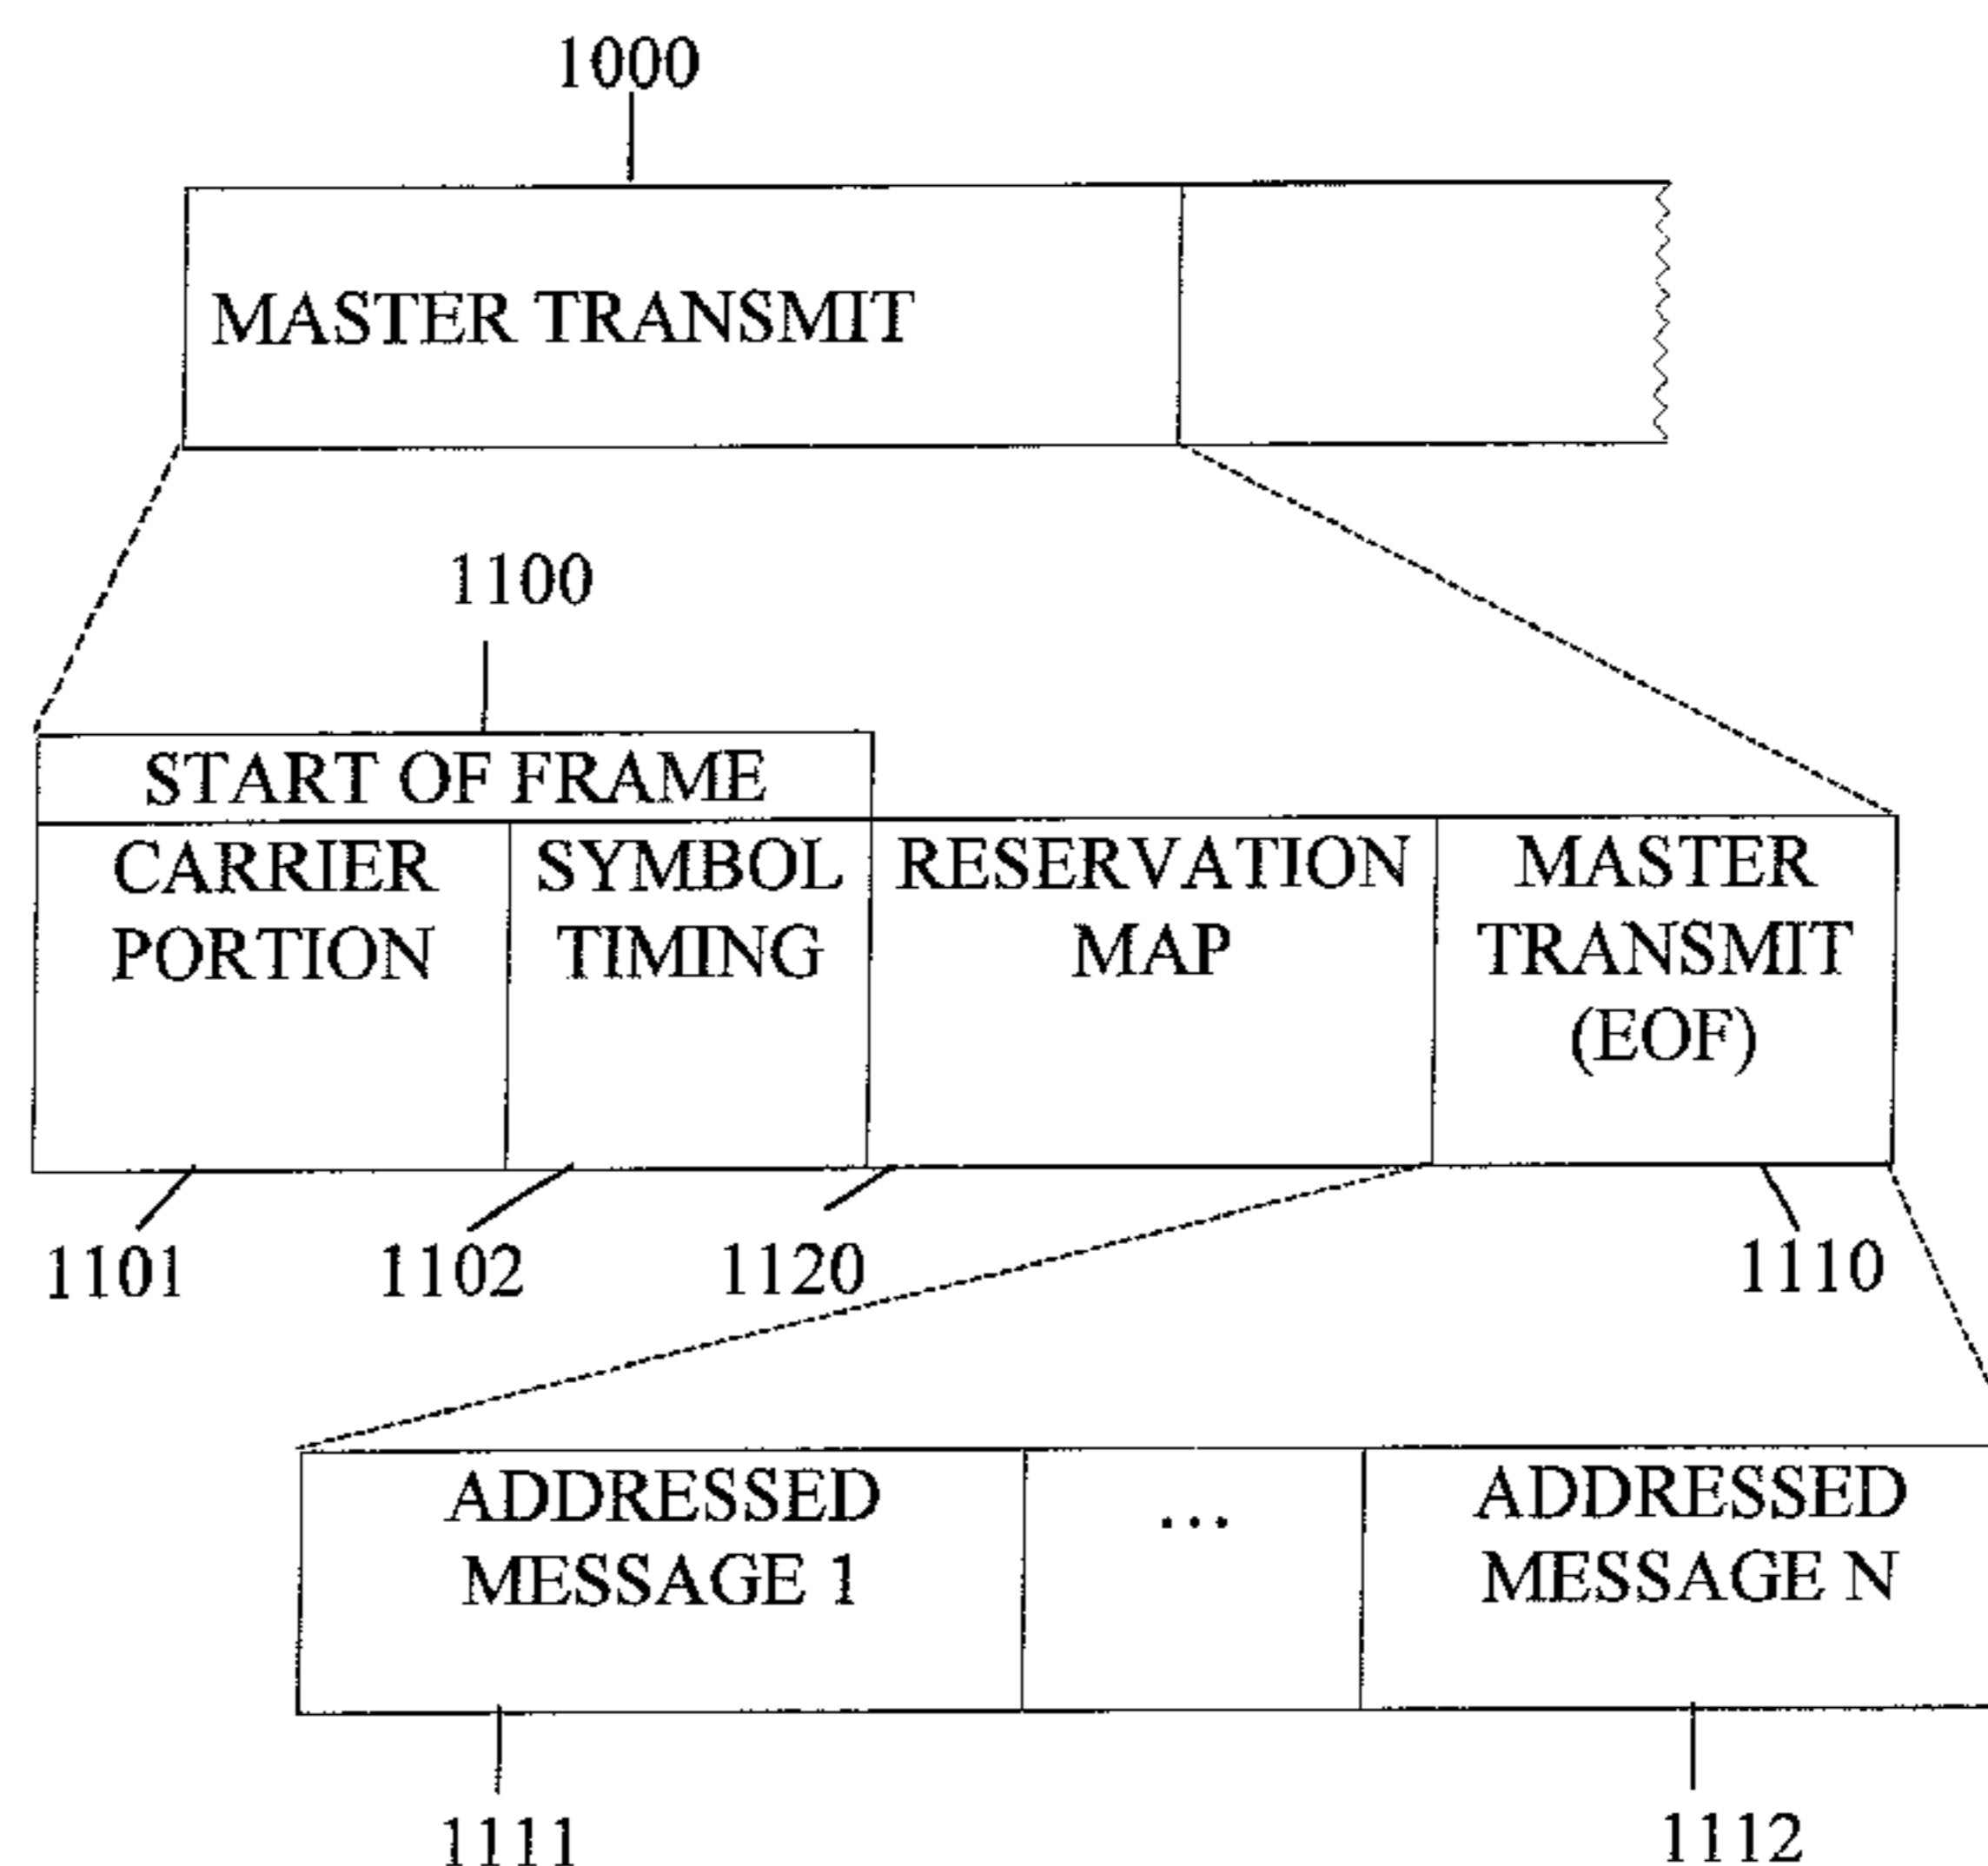 1000
MASTER TRANSMIT
1100
START OF FRAME
CARRIER PORTION
SYMBOL TIMING
RESERVATION MAP
MASTER TRANSMIT (EOF)
1101
1102
1120
1110
ADDRESSED MESSAGE 1
...
ADDRESSED MESSAGE N
1111
1112